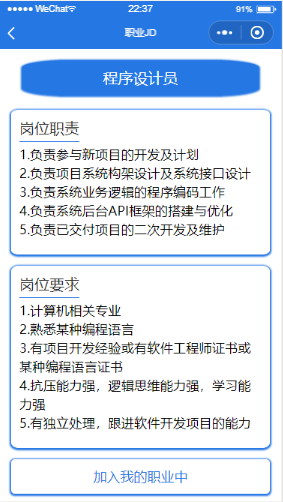 WeChat 22:37 91%
职业JD
程序设计员
岗位职责
1.负责参与新项目的开发及计划
2.负责项目系统构架设计及系统接口设计
3.负责系统业务逻辑的程序编码工作
4.负责系统后台API框架的搭建与优化
5.负责已交付项目的二次开发及维护
岗位要求
1.计算机相关专业
2.熟悉某种编程语言
3.有项目开发经验或有软件工程师证书或
某种编程语言证书
4.抗压能力强，逻辑思维能力强，学习能
力强
5.有独立处理，跟进软件开发项目的能力
加入我的职业中